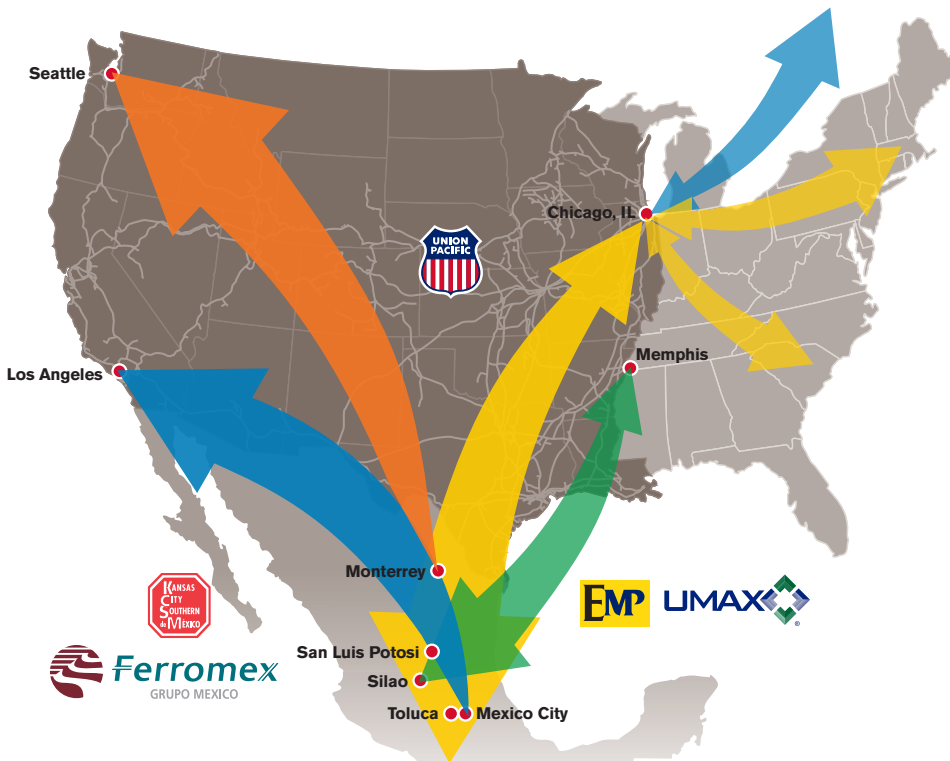 Seattle
Chicago, IL
UNION
PACIFIC
Memphis
Los Angeles
Monterrey
KANSAS
CITY
SOUTHERN
de MÉXICO
EMP UMAX
®
San Luis Potosi
Ferromex
GRUPO MEXICO
Silao
Toluca
Mexico City